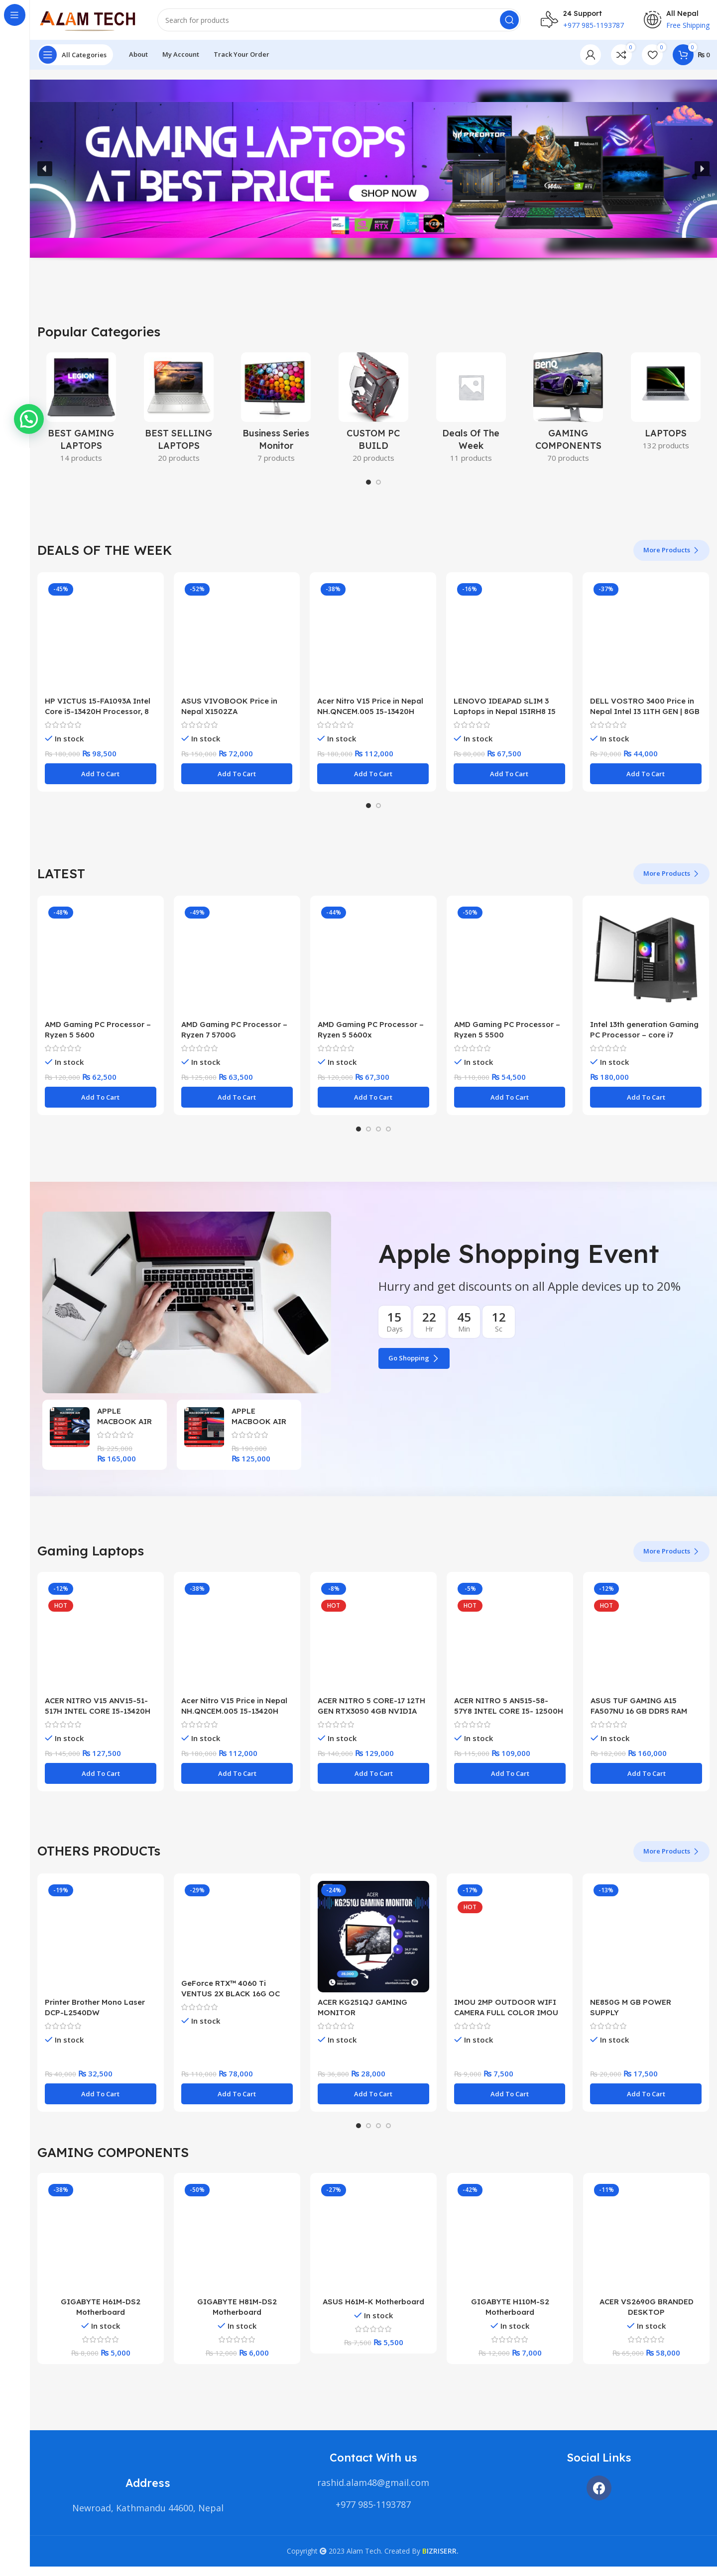 ALAM TECH
Search for products
24 Support
+977 985-1193787
All Nepal
Free Shipping
All Categories
About
My Account
Track Your Order
0
0
0
₨ 0
GAMING LAPTOPS
AT BEST PRICE
SHOP NOW
PREDATOR
RTX
ALAMTECH.COM.NP
Popular Categories
LEGION
BenQ
BEST GAMING LAPTOPS
14 products
BEST SELLING LAPTOPS
20 products
Business Series Monitor
7 products
CUSTOM PC BUILD
20 products
Deals Of The Week
11 products
GAMING COMPONENTS
70 products
LAPTOPS
132 products
DEALS OF THE WEEK
More Products
-45%
HP VICTUS 15-FA1093A Intel
Core i5-13420H Processor, 8
In stock
₨ 180,000 ₨ 98,500
Add To Cart
-52%
ASUS VIVOBOOK Price in
Nepal X1502ZA
In stock
₨ 150,000 ₨ 72,000
Add To Cart
-38%
Acer Nitro V15 Price in Nepal
NH.QNCEM.005 I5-13420H
In stock
₨ 180,000 ₨ 112,000
Add To Cart
-16%
LENOVO IDEAPAD SLIM 3
Laptops in Nepal 15IRH8 I5
In stock
₨ 80,000 ₨ 67,500
Add To Cart
-37%
DELL VOSTRO 3400 Price in
Nepal Intel I3 11TH GEN | 8GB
In stock
₨ 70,000 ₨ 44,000
Add To Cart
LATEST
More Products
-48%
AMD Gaming PC Processor –
Ryzen 5 5600
In stock
₨ 120,000 ₨ 62,500
Add To Cart
-49%
AMD Gaming PC Processor –
Ryzen 7 5700G
In stock
₨ 125,000 ₨ 63,500
Add To Cart
-44%
AMD Gaming PC Processor –
Ryzen 5 5600x
In stock
₨ 120,000 ₨ 67,300
Add To Cart
-50%
AMD Gaming PC Processor –
Ryzen 5 5500
In stock
₨ 110,000 ₨ 54,500
Add To Cart
Intel 13th generation Gaming
PC Processor – core i7
In stock
₨ 180,000
Add To Cart
Apple Shopping Event
Hurry and get discounts on all Apple devices up to 20%
15 Days
22 Hr
45 Min
12 Sc
Go Shopping
APPLE
MACBOOK AIR
₨ 225,000
₨ 165,000
APPLE
MACBOOK AIR
₨ 190,000
₨ 125,000
Gaming Laptops
More Products
-12%
HOT
ACER NITRO V15 ANV15-51-
517H INTEL CORE I5-13420H
In stock
₨ 145,000 ₨ 127,500
Add To Cart
-38%
Acer Nitro V15 Price in Nepal
NH.QNCEM.005 I5-13420H
In stock
₨ 180,000 ₨ 112,000
Add To Cart
-8%
HOT
ACER NITRO 5 CORE-17 12TH
GEN RTX3050 4GB NVIDIA
In stock
₨ 140,000 ₨ 129,000
Add To Cart
-5%
HOT
ACER NITRO 5 AN515-58-
57Y8 INTEL CORE I5- 12500H
In stock
₨ 115,000 ₨ 109,000
Add To Cart
-12%
HOT
ASUS TUF GAMING A15
FA507NU 16 GB DDR5 RAM
In stock
₨ 182,000 ₨ 160,000
Add To Cart
OTHERS PRODUCTs
More Products
-19%
Printer Brother Mono Laser
DCP-L2540DW
In stock
₨ 40,000 ₨ 32,500
Add To Cart
-29%
GeForce RTX™ 4060 Ti
VENTUS 2X BLACK 16G OC
In stock
₨ 110,000 ₨ 78,000
Add To Cart
-24%
ACER
KG251QJ GAMING
MONITOR
ACER KG251QJ GAMING
MONITOR
In stock
₨ 36,800 ₨ 28,000
Add To Cart
-17%
HOT
IMOU 2MP OUTDOOR WIFI
CAMERA FULL COLOR IMOU
In stock
₨ 9,000 ₨ 7,500
Add To Cart
-13%
NE850G M GB POWER
SUPPLY
In stock
₨ 20,000 ₨ 17,500
Add To Cart
GAMING COMPONENTS
-38%
GIGABYTE H61M-DS2
Motherboard
In stock
₨ 8,000 ₨ 5,000
-50%
GIGABYTE H81M-DS2
Motherboard
In stock
₨ 12,000 ₨ 6,000
-27%
ASUS H61M-K Motherboard
In stock
₨ 7,500 ₨ 5,500
-42%
GIGABYTE H110M-S2
Motherboard
In stock
₨ 12,000 ₨ 7,000
-11%
ACER VS2690G BRANDED
DESKTOP
In stock
₨ 65,000 ₨ 58,000
Address
Newroad, Kathmandu 44600, Nepal
Contact With us
rashid.alam48@gmail.com
+977 985-1193787
Social Links
Copyright 2023 Alam Tech. Created By BIZRISERR.